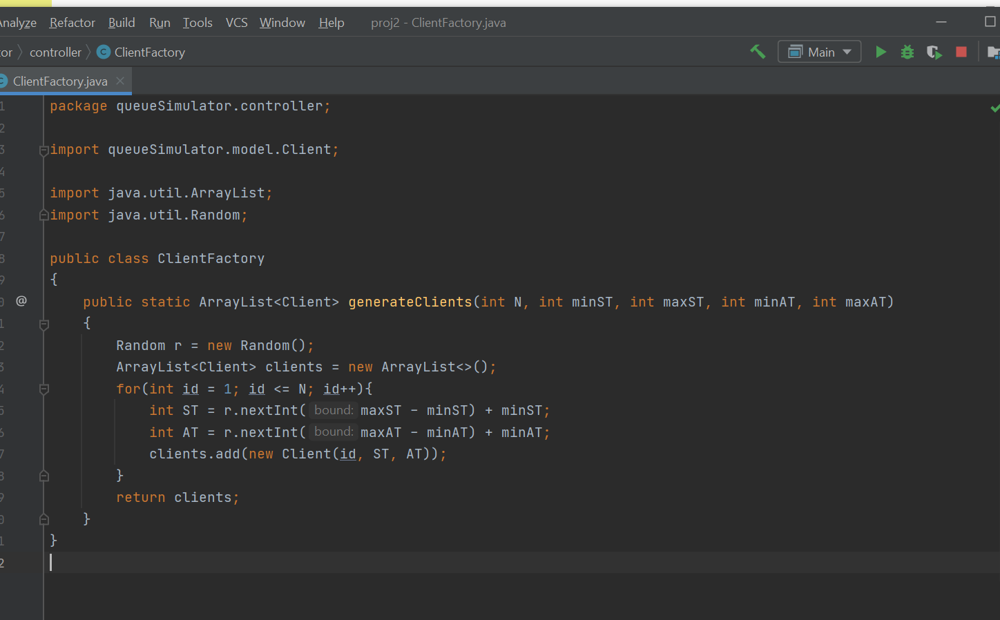 Analyze Refactor Build Run Tools VCS Window Help proj2 - ClientFactory.java
controller ClientFactory Main
ClientFactory.java
package queueSimulator.controller;
import queueSimulator.model.Client;
import java.util.ArrayList;
import java.util.Random;
public class ClientFactory
{
@ public static ArrayList<Client> generateClients(int N, int minST, int maxST, int minAT, int maxAT)
{
Random r = new Random();
ArrayList<Client> clients = new ArrayList<>();
for(int id = 1; id <= N; id++){
int ST = r.nextInt( bound: maxST - minST) + minST;
int AT = r.nextInt( bound: maxAT - minAT) + minAT;
clients.add(new Client(id, ST, AT));
}
return clients;
}
}